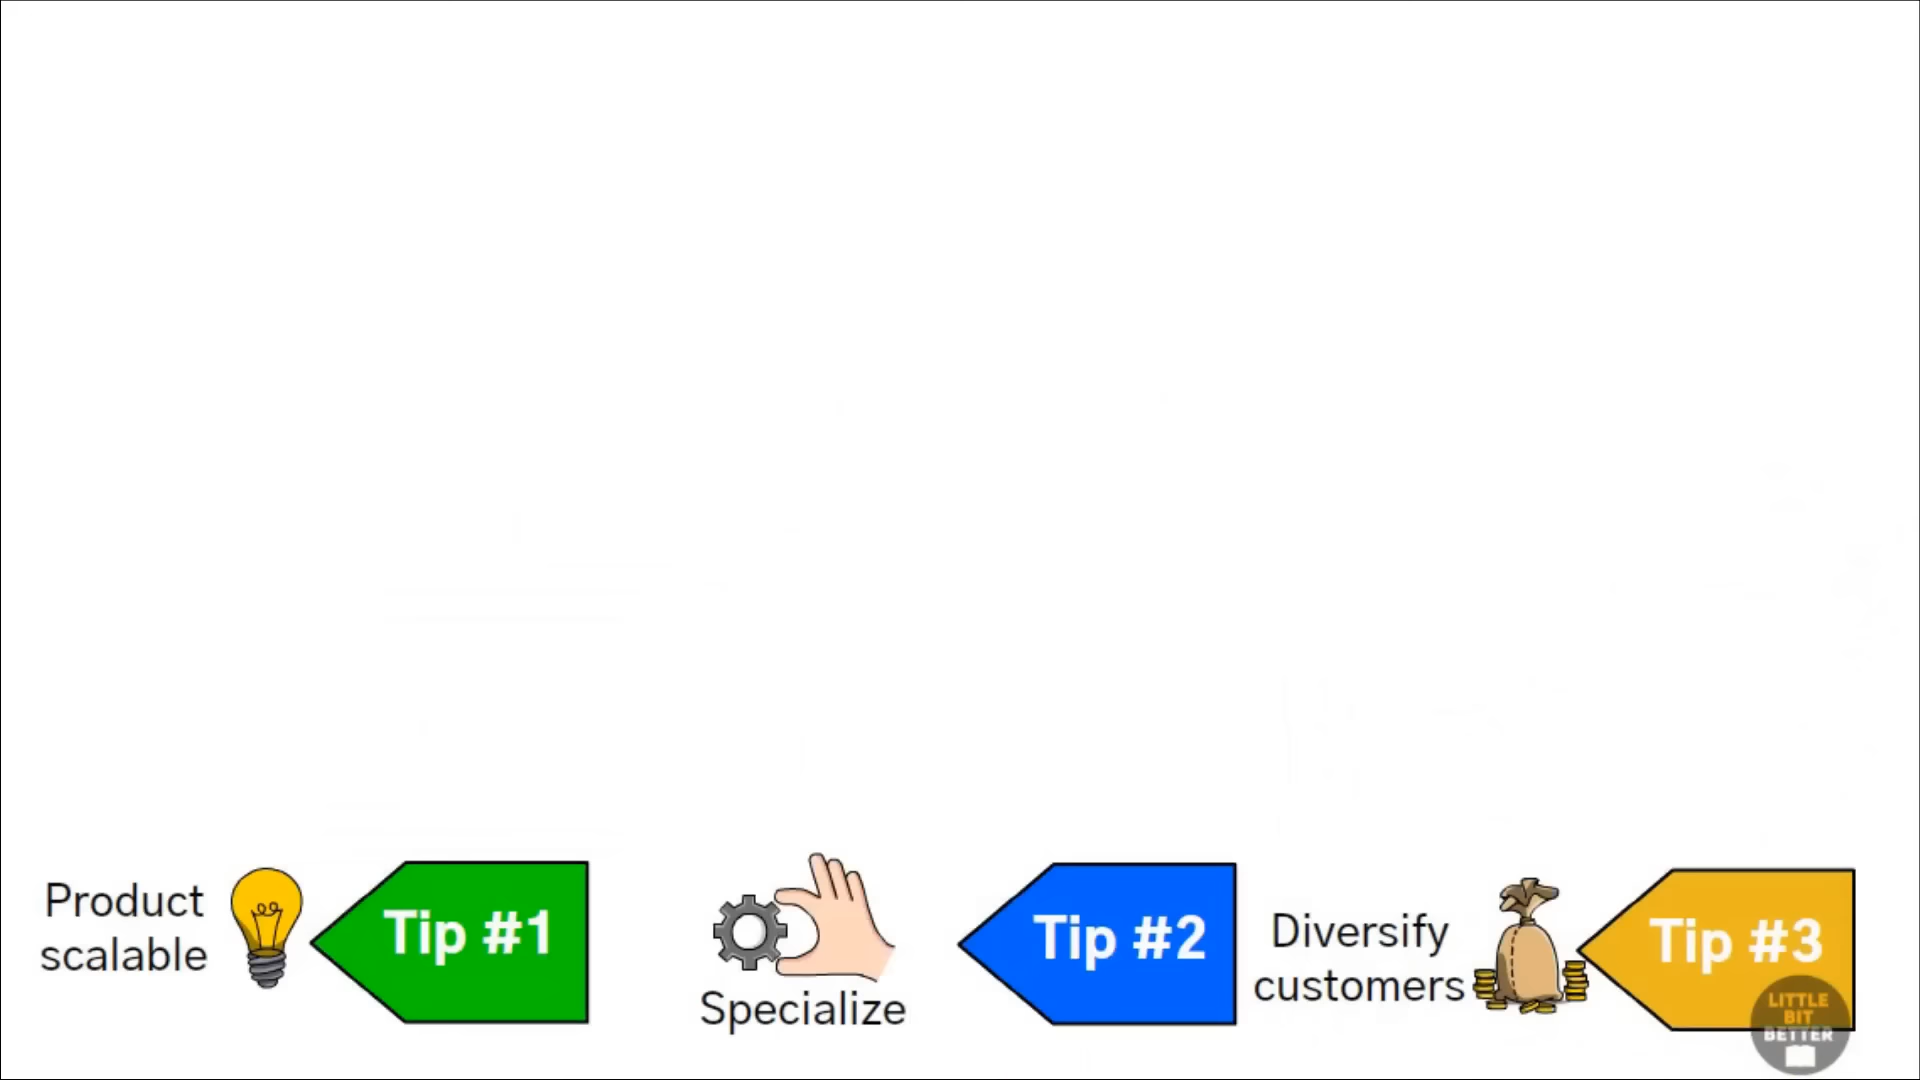 Product
scalable
Tip #1
Specialize
Tip #2
Diversify
customers
Tip #3
LITTLE
BIT
BETTER